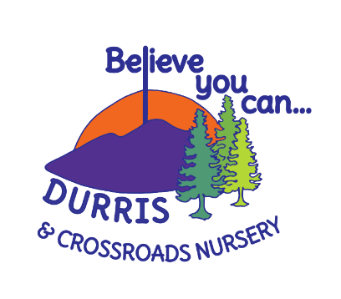 Believe
you
can...
DURRIS
& CROSSROADS NURSERY